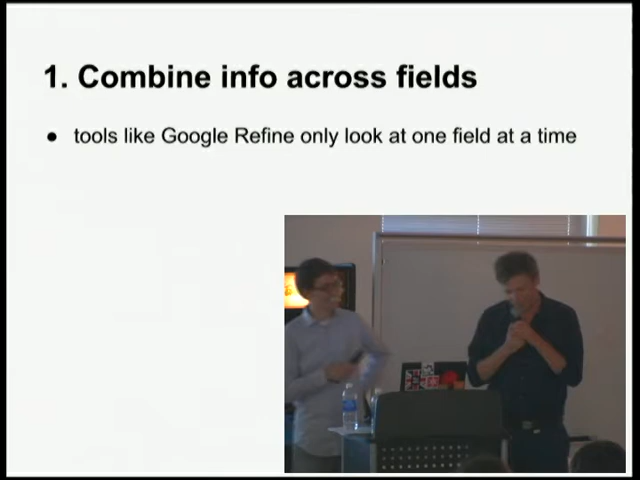 1. Combine info across fields
● tools like Google Refine only look at one field at a time